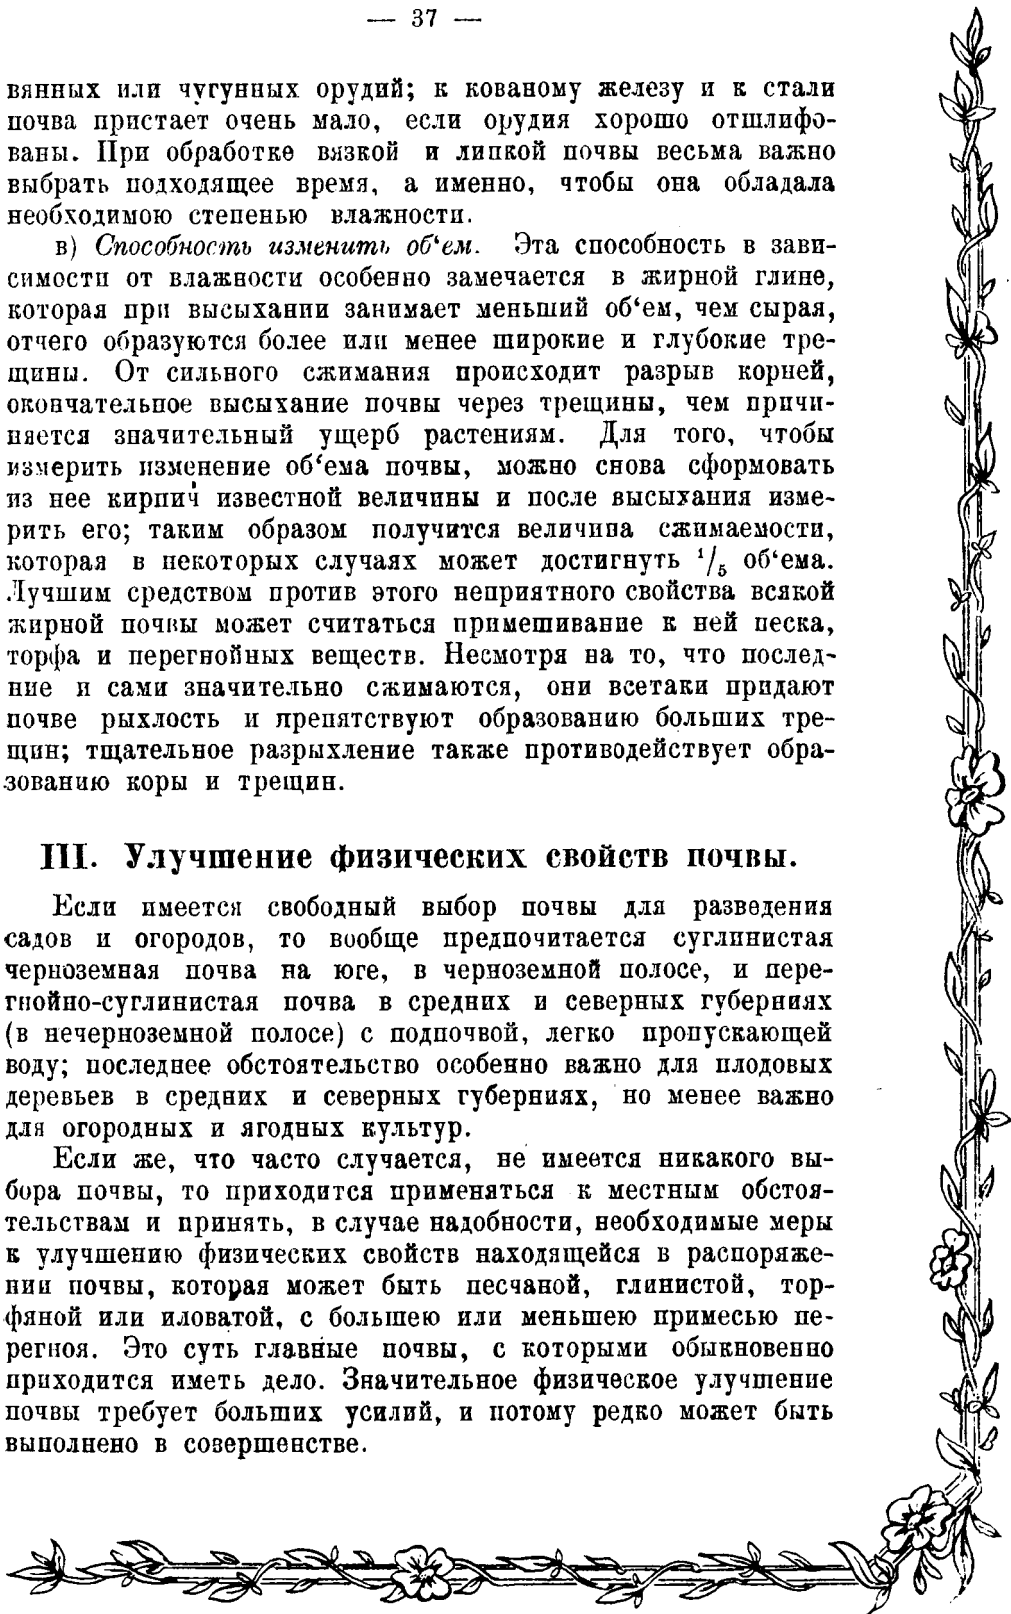 — 37 —
вянных или чугунных орудий; к кованому железу и к стали
почва пристает очень мало, если орудия хорошо отшлифо-
ваны. При обработке вязкой и липкой почвы весьма важно
выбрать подходящее время, а именно, чтобы она обладала
необходимою степенью влажности.
в) Способность изменить об‘ем. Эта способность в зави-
симости от влажности особенно замечается в жирной глине,
которая при высыхании занимает меньший об‘ем, чем сырая,
отчего образуются более или менее широкие и глубокие тре-
щины. От сильного сжимания происходит разрыв корней,
окончательное высыхание почвы через трещины, чем причи-
няется значительный ущерб растениям. Для того, чтобы
измерить изменение об‘ема почвы, можно снова сформовать
из нее кирпич известной величины и после высыхания изме-
рить его; таким образом получится величина сжимаемости,
которая в некоторых случаях может достигнуть 1/5 об‘ема.
Лучшим средством против этого неприятного свойства всякой
жирной почвы может считаться примешивание к ней песка,
торфа и перегнойных веществ. Несмотря на то, что послед-
ние и сами значительно сжимаются, они всетаки придают
почве рыхлость и препятствуют образованию больших тре-
щин; тщательное разрыхление также противодействует обра-
зованию коры и трещин.
III. Улучшение физических свойств почвы.
Если имеется свободный выбор почвы для разведения
садов и огородов, то вообще предпочитается суглинистая
черноземная почва на юге, в черноземной полосе, и пере-
гнойно-суглинистая почва в средних и северных губерниях
(в нечерноземной полосе) с подпочвой, легко пропускающей
воду; последнее обстоятельство особенно важно для плодовых
деревьев в средних и северных губерниях, но менее важно
для огородных и ягодных культур.
Если же, что часто случается, не имеется никакого вы-
бора почвы, то приходится применяться к местным обстоя-
тельствам и принять, в случае надобности, необходимые меры
к улучшению физических свойств находящейся в распоряже-
нии почвы, которая может быть песчаной, глинистой, тор-
фяной или иловатой, с большею или меньшею примесью пе-
регноя. Это суть главные почвы, с которыми обыкновенно
приходится иметь дело. Значительное физическое улучшение
почвы требует больших усилий, и потому редко может быть
выполнено в совершенстве.